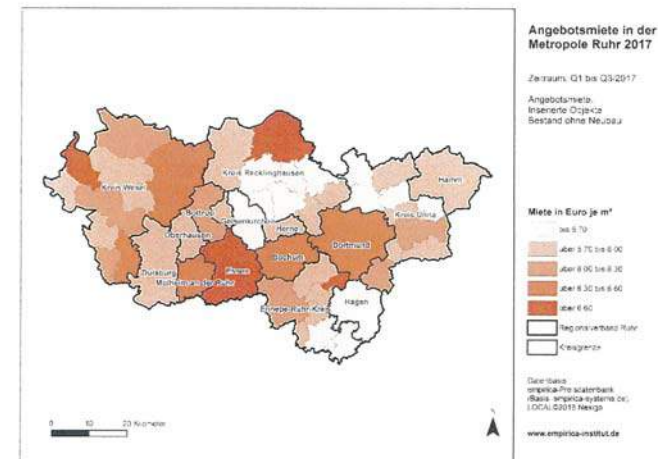 Angebotsmiete in der
Metropole Ruhr 2017
Zeitraum: Q1 bis Q3-2017
Angebotsmiete,
Inserierte Objekte
Bestand ohne Neubau
Kreis Wesel
Kreis Recklinghausen
Hamm
Bottrop
Gelsenkirchen
Kreis Unna
Oberhausen
Herne
Dortmund
Bochum
Essen
Duisburg
Mülheim an der Ruhr
Hagen
Ennepe-Ruhr-Kreis
Miete in Euro je m²
bis 5.70
über 5.70 bis 6.00
über 6.00 bis 6.30
über 6.30 bis 6.60
über 6.60
Regionalverband Ruhr
Kreisgrenze
Datenbasis
empirica-Preisdatenbank
(Basis: empirica-systeme.de),
LOCAL©2018 Nexiga
www.empirica-institut.de
0 10 20 Kilometer
N